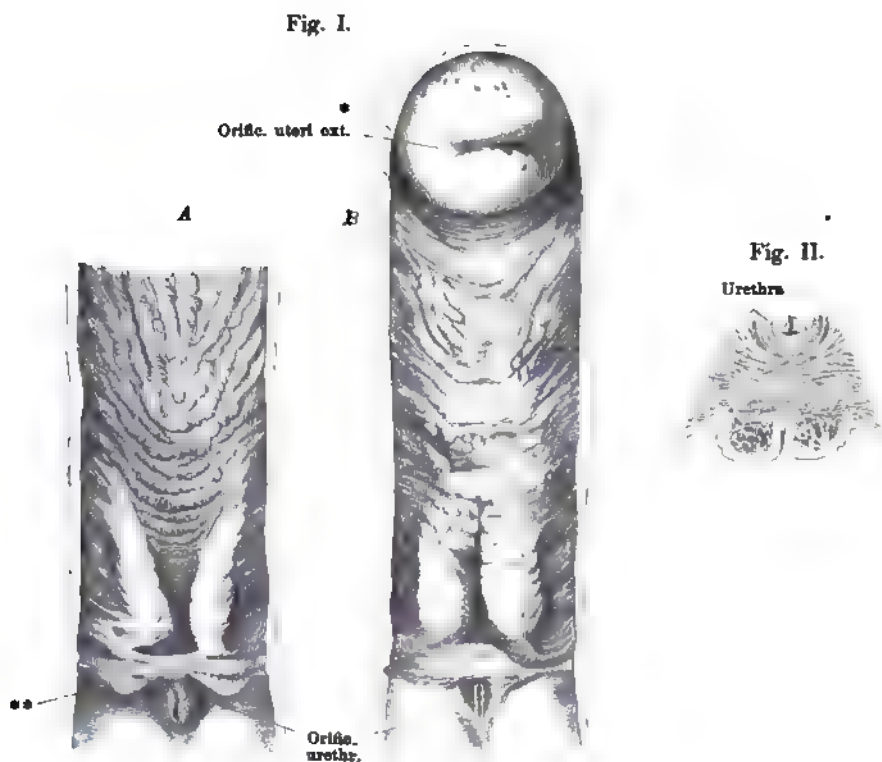 Fig. I.
*
Orific. uteri ext.
A
B
Fig. II.
Urethra
**
Orific.
urethr.